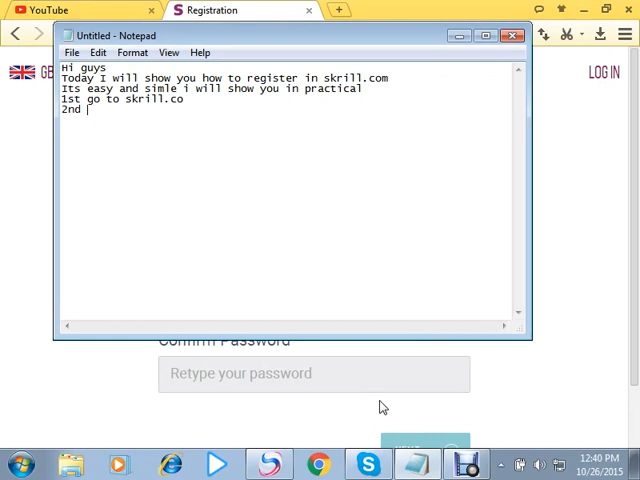 YouTube
Registration
GB
LOG IN
Untitled - Notepad
File Edit Format View Help
Hi guys
Today I will show you how to register in skrill.com
Its easy and simle i will show you in practical
1st go to skrill.co
2nd
Confirm Password
Retype your password
12:40 PM
10/26/2015